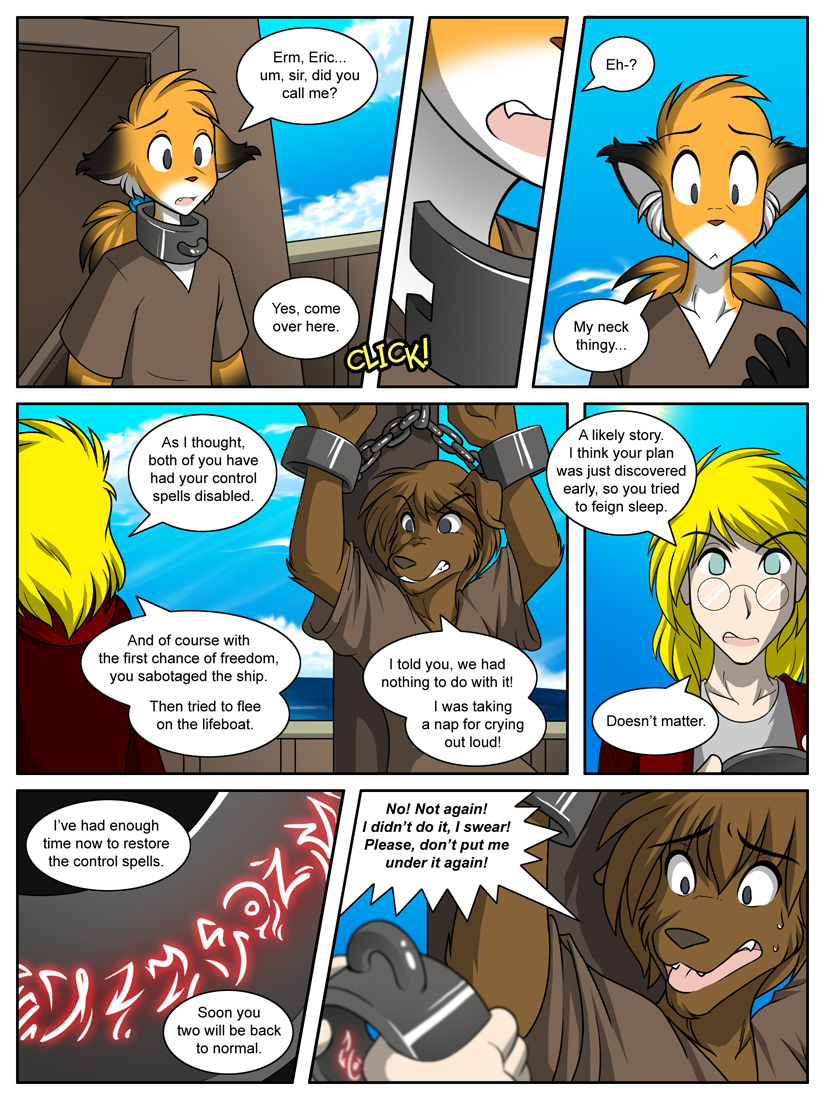 Erm, Eric...
um, sir, did you
call me?
Yes, come
over here.
CLICK!
Eh-?
My neck
thingy...
As I thought,
both of you have
had your control
spells disabled.
And of course with
the first chance of freedom,
you sabotaged the ship.
Then tried to flee
on the lifeboat.
I told you, we had
nothing to do with it!
I was taking
a nap for crying
out loud!
A likely story.
I think your plan
was just discovered
early, so you tried
to feign sleep.
Doesn't matter.
I've had enough
time now to restore
the control spells.
Soon you
two will be back
to normal.
No! Not again!
I didn't do it, I swear!
Please, don't put me
under it again!